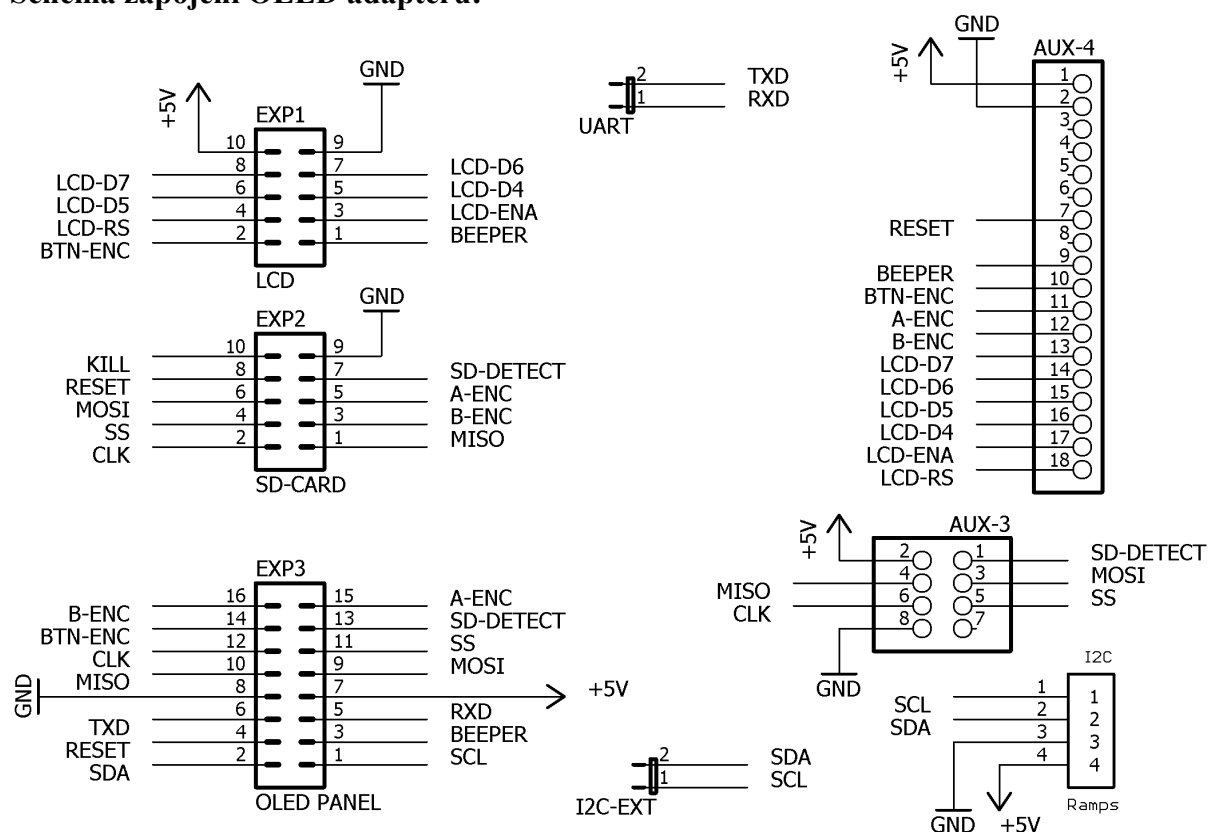 Schéma zapojení OLED adaptéru:
+5V
GND
EXP1
10 9
8 7
6 5
4 3
2 1
LCD-D7
LCD-D5
LCD-RS
BTN-ENC
LCD-D6
LCD-D4
LCD-ENA
BEEPER
LCD
GND
EXP2
10 9
8 7
6 5
4 3
2 1
KILL
RESET
MOSI
SS
CLK
SD-DETECT
A-ENC
B-ENC
MISO
SD-CARD
EXP3
16 15
14 13
12 11
10 9
8 7
6 5
4 3
2 1
B-ENC
BTN-ENC
CLK
MISO
GND
TXD
RESET
SDA
A-ENC
SD-DETECT
SS
MOSI
+5V
RXD
BEEPER
SCL
OLED PANEL
2 TXD
1 RXD
UART
2 SDA
1 SCL
I2C-EXT
GND
+5V
AUX-4
1
2
3
4
5
6
7
8
9
10
11
12
13
14
15
16
17
18
RESET
BEEPER
BTN-ENC
A-ENC
B-ENC
LCD-D7
LCD-D6
LCD-D5
LCD-D4
LCD-ENA
LCD-RS
AUX-3
+5V
2 1
4 3
6 5
8 7
MISO
CLK
SD-DETECT
MOSI
SS
GND
I2C
1 1
2 2
3 3
4 4
SCL
SDA
GND
+5V
Ramps